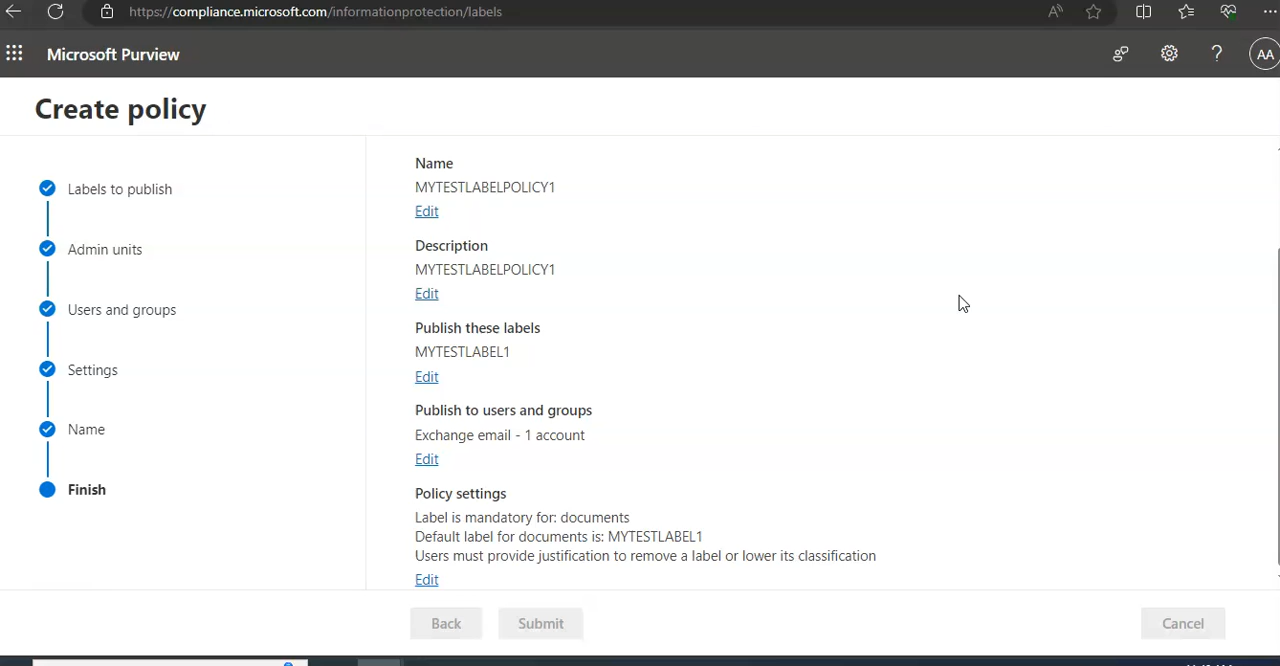 https://compliance.microsoft.com/informationprotection/labels
Microsoft Purview
AA
Create policy
Labels to publish
Admin units
Users and groups
Settings
Name
Finish
Name
MYTESTLABELPOLICY1
Edit
Description
MYTESTLABELPOLICY1
Edit
Publish these labels
MYTESTLABEL1
Edit
Publish to users and groups
Exchange email - 1 account
Edit
Policy settings
Label is mandatory for: documents
Default label for documents is: MYTESTLABEL1
Users must provide justification to remove a label or lower its classification
Edit
Back
Submit
Cancel